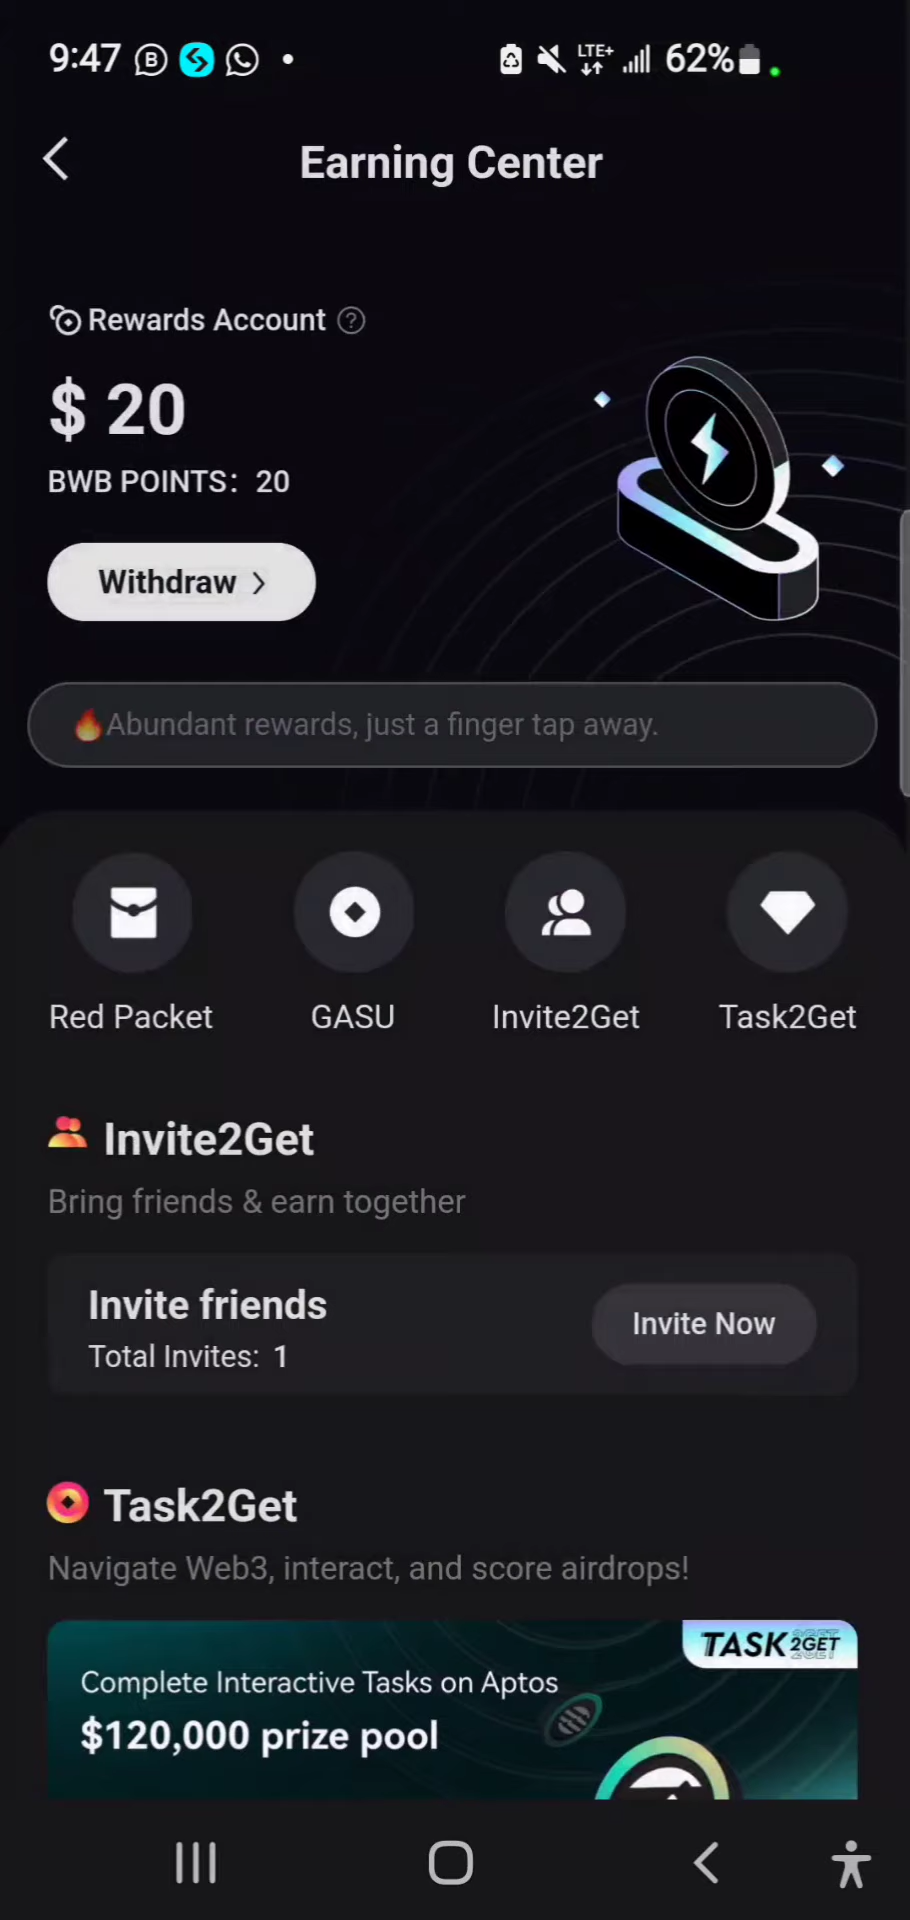 9:47 LTE+ 62%
Earning Center
Rewards Account ?
$ 20
BWB POINTS: 20
Withdraw >
🔥Abundant rewards, just a finger tap away.
Red Packet GASU Invite2Get Task2Get
Invite2Get
Bring friends & earn together
Invite friends
Total Invites: 1
Invite Now
Task2Get
Navigate Web3, interact, and score airdrops!
TASK 2GET
Complete Interactive Tasks on Aptos
$120,000 prize pool